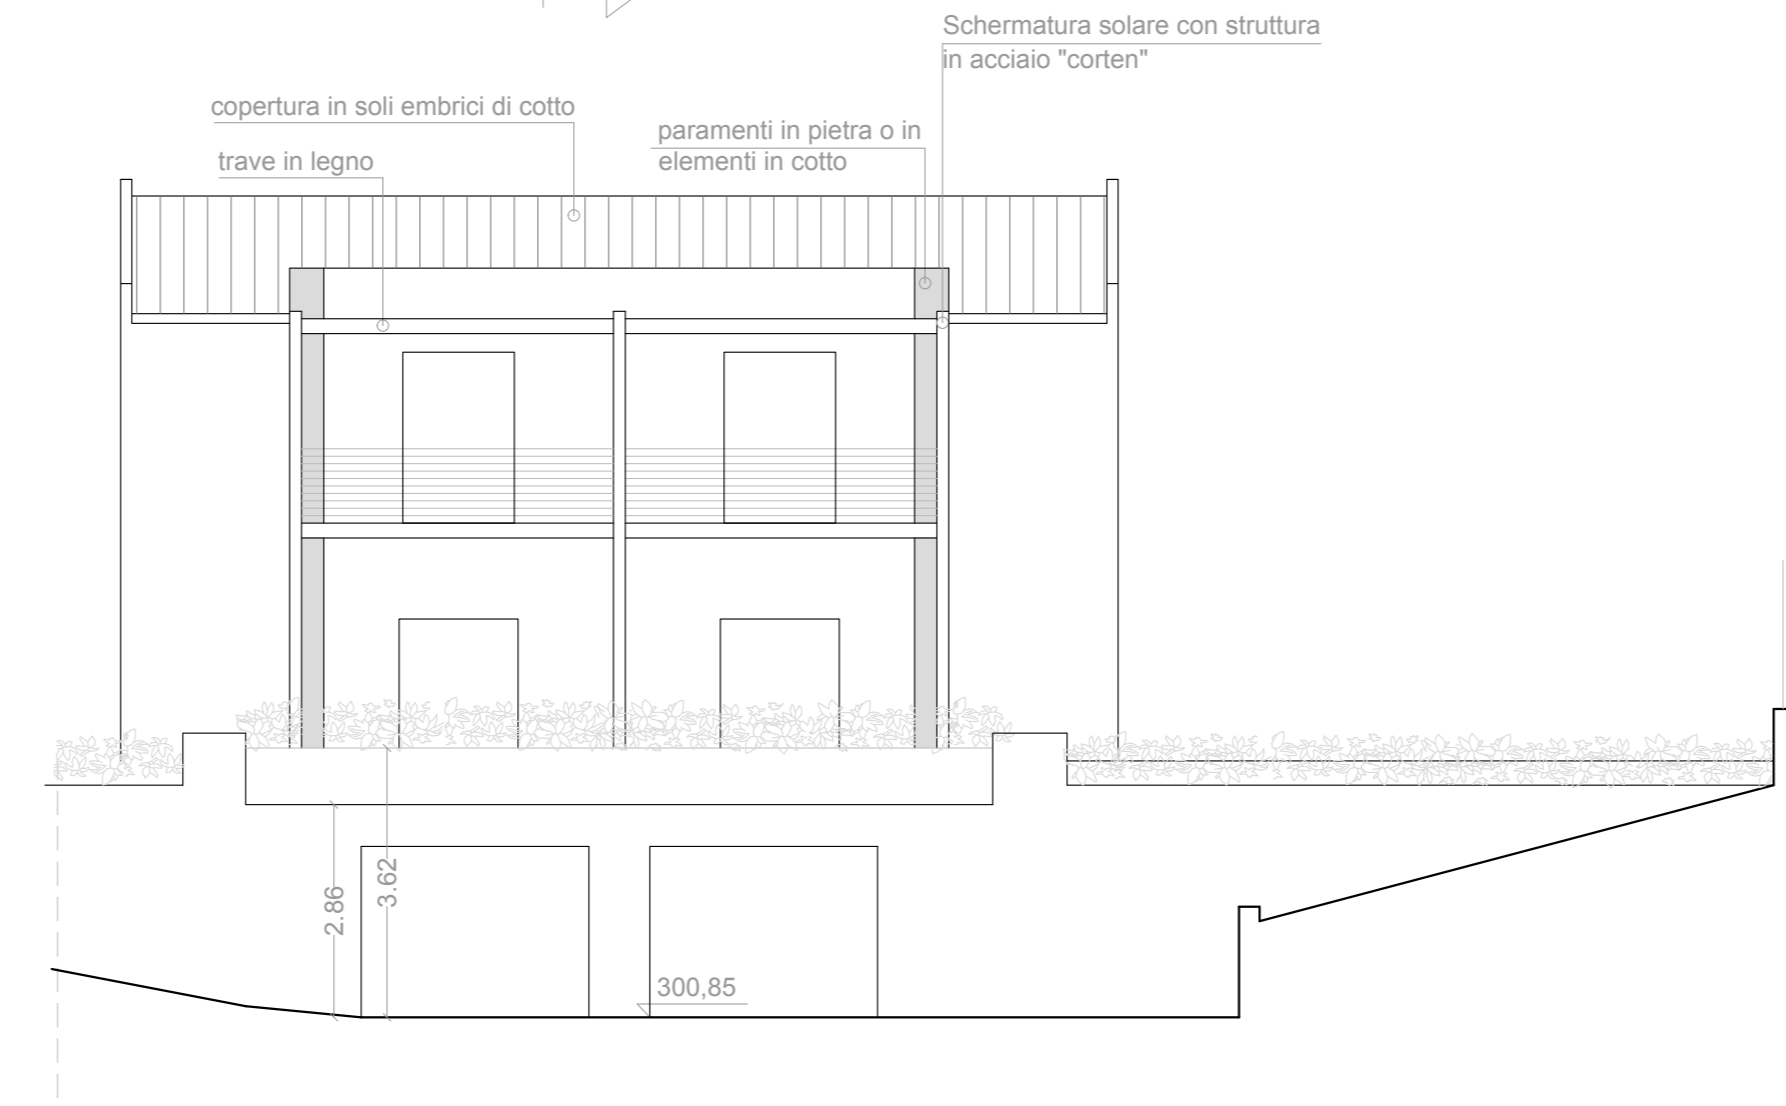 Schermatura solare con struttura
in acciaio "corten"
copertura in soli embrici di cotto
paramenti in pietra o in
elementi in cotto
trave in legno
2.86
3.62
300,85